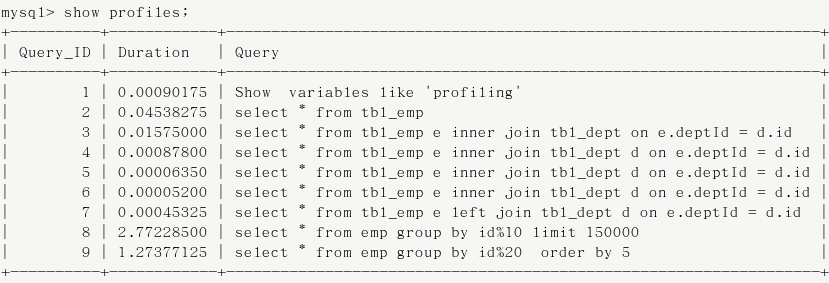 mysql> show profiles;
+----------+------------+---------------------------------------------------------------+
| Query_ID | Duration   | Query                                                         |
+----------+------------+---------------------------------------------------------------+
|        1 | 0.00090175 | Show  variables like 'profiling'                              |
|        2 | 0.04538275 | select * from tbl_emp                                         |
|        3 | 0.01575000 | select * from tbl_emp e inner join tbl_dept on e.deptId = d.id   |
|        4 | 0.00087800 | select * from tbl_emp e inner join tbl_dept d on e.deptId = d.id |
|        5 | 0.00006350 | select * from tbl_emp e inner join tbl_dept d on e.deptId = d.id |
|        6 | 0.00005200 | select * from tbl_emp e inner join tbl_dept d on e.deptId = d.id |
|        7 | 0.00045325 | select * from tbl_emp e left join tbl_dept d on e.deptId = d.id  |
|        8 | 2.77228500 | select * from emp group by id%10 limit 150000                 |
|        9 | 1.27377125 | select * from emp group by id%20  order by 5                  |
+----------+------------+---------------------------------------------------------------+